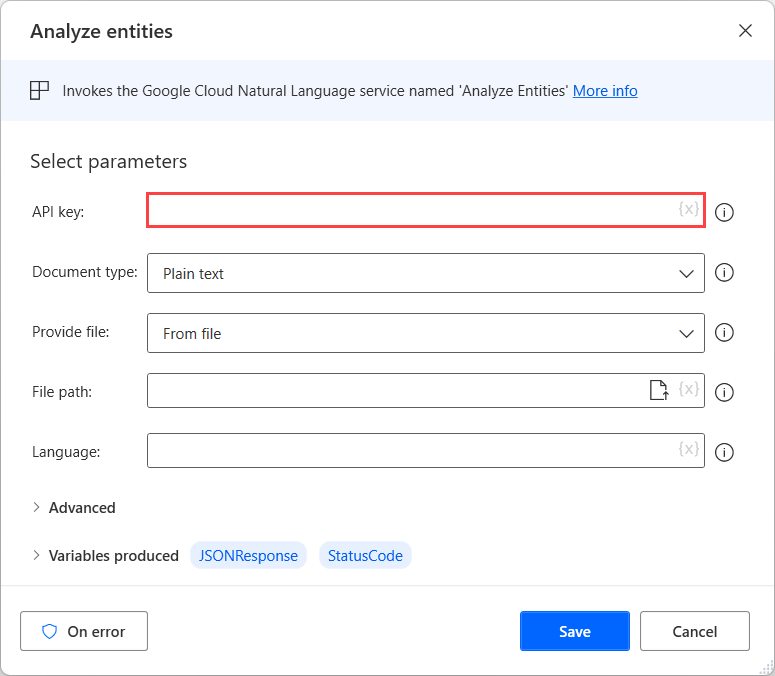 Analyze entities
Invokes the Google Cloud Natural Language service named 'Analyze Entities' More info
Select parameters
API key: {x}
Document type: Plain text
Provide file: From file
File path: {x}
Language: {x}
Advanced
Variables produced JSONResponse StatusCode
On error Save Cancel